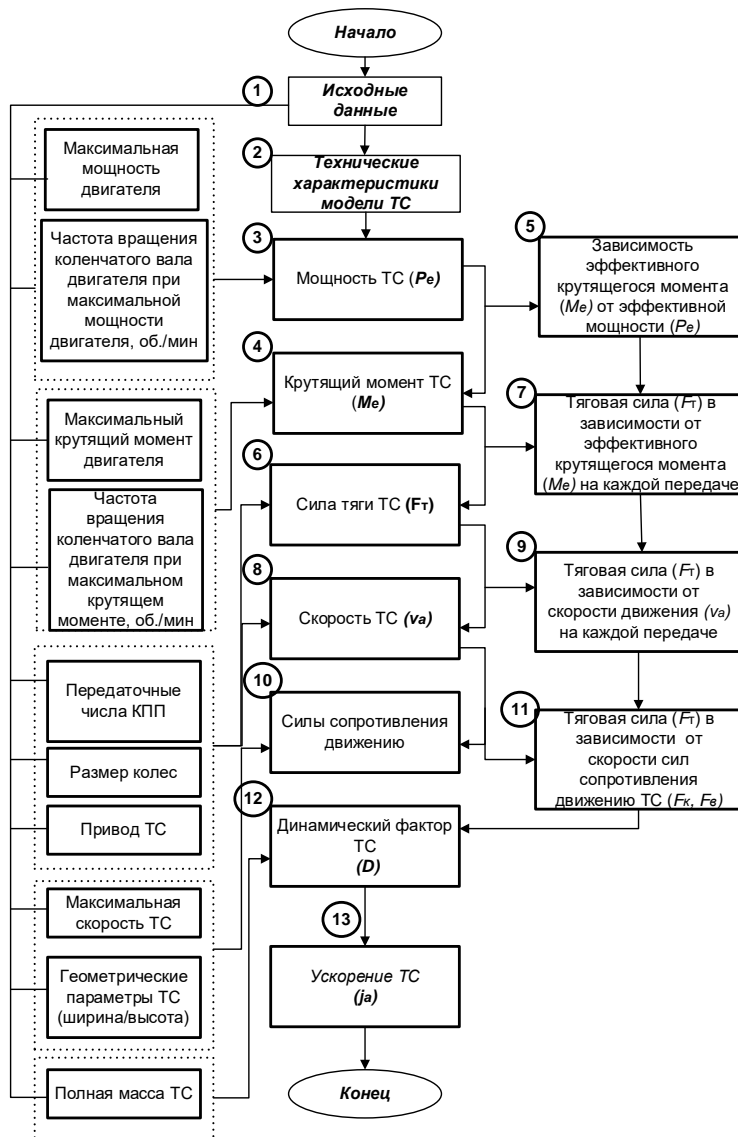 Начало
1
Исходные
данные
2
Технические
характеристики
модели ТС
Максимальная
мощность
двигателя
Частота вращения
коленчатого вала
двигателя при
максимальной
мощности
двигателя, об./мин
3
Мощность ТС (Pe)
5
Зависимость
эффективного
крутящегося момента
(Me) от эффективной
мощности (Pe)
4
Крутящий момент ТС
(Me)
Максимальный
крутящий момент
двигателя
Частота
вращения
коленчатого вала
двигателя при
максимальном
крутящем
моменте, об./мин
7
Тяговая сила (Fт) в
зависимости от
эффективного
крутящегося момента
(Me) на каждой передаче
6
Сила тяги ТС (Fт)
9
Тяговая сила (Fт) в
зависимости от
скорости движения (va)
на каждой передаче
8
Скорость ТС (va)
Передаточные
числа КПП
Размер колес
Привод ТС
10
Силы сопротивления
движению
11
Тяговая сила (Fт) в
зависимости от
скорости сил
сопротивления
движению ТС (Fк, Fв)
12
Динамический фактор
ТС
(D)
Максимальная
скорость ТС
Геометрические
параметры ТС
(ширина/высота)
13
Ускорение ТС
(ja)
Полная масса ТС
Конец